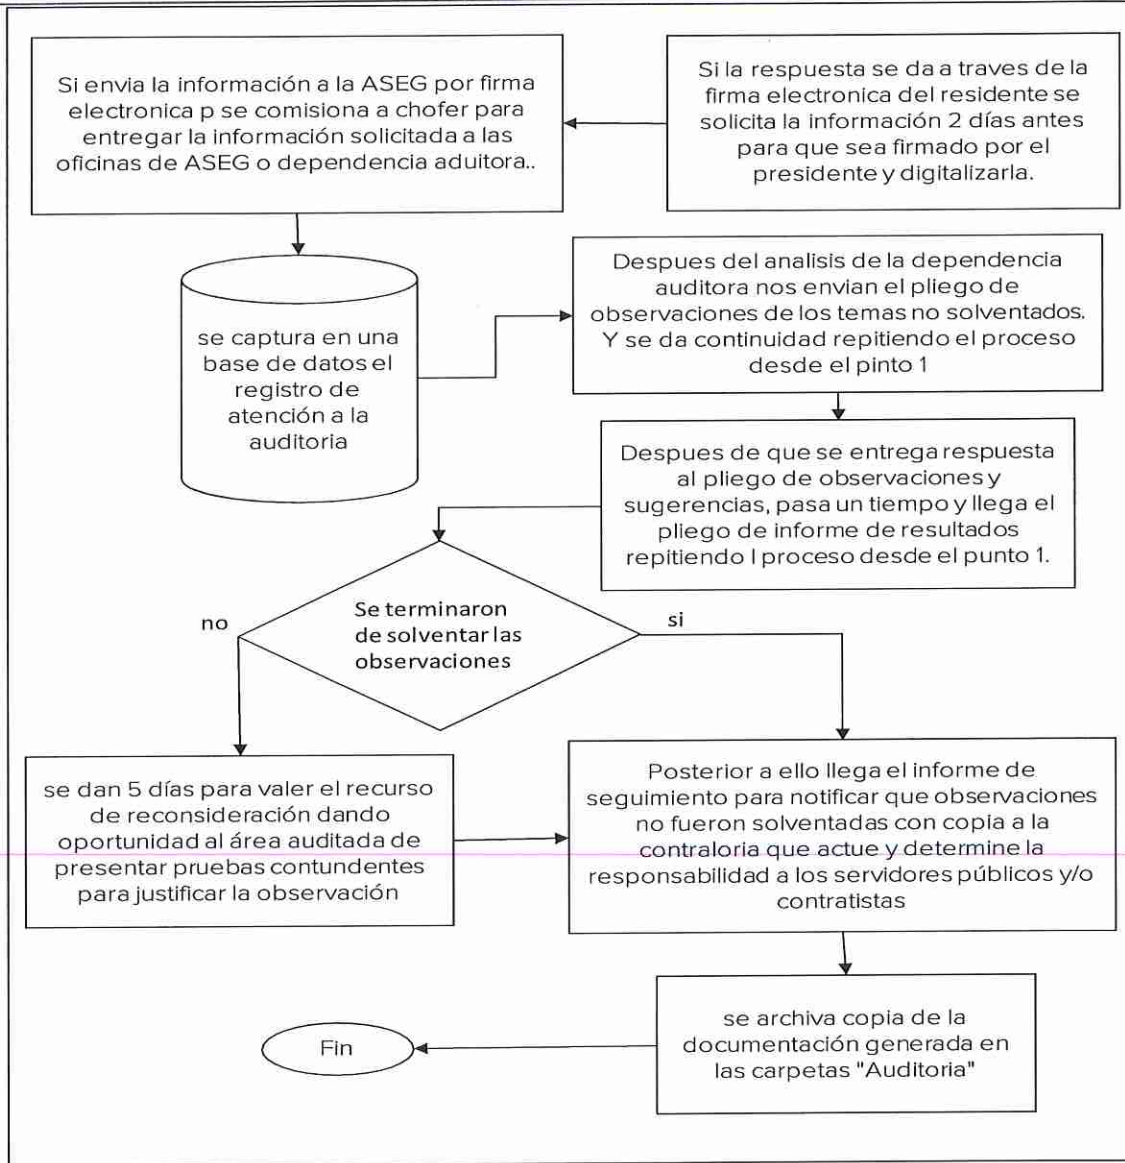 Si envia la información a la ASEG por firma
electronica p se comisiona a chofer para
entregar la información solicitada a las
oficinas de ASEG o dependencia aduitora..
Si la respuesta se da a traves de la
firma electronica del residente se
solicita la información 2 días antes
para que sea firmado por el
presidente y digitalizarla.
se captura en una
base de datos el
registro de
atención a la
auditoria
Despues del analisis de la dependencia
auditora nos envian el pliego de
observaciones de los temas no solventados.
Y se da continuidad repitiendo el proceso
desde el pinto 1
Despues de que se entrega respuesta
al pliego de observaciones y
sugerencias, pasa un tiempo y llega el
pliego de informe de resultados
repitiendo l proceso desde el punto 1.
no
Se terminaron
de solventar las
observaciones
si
se dan 5 días para valer el recurso
de reconsideración dando
oportunidad al área auditada de
presentar pruebas contundentes
para justificar la observación
Posterior a ello llega el informe de
seguimiento para notificar que observaciones
no fueron solventadas con copia a la
contraloria que actue y determine la
responsabilidad a los servidores públicos y/o
contratistas
se archiva copia de la
documentación generada en
las carpetas "Auditoria"
Fin